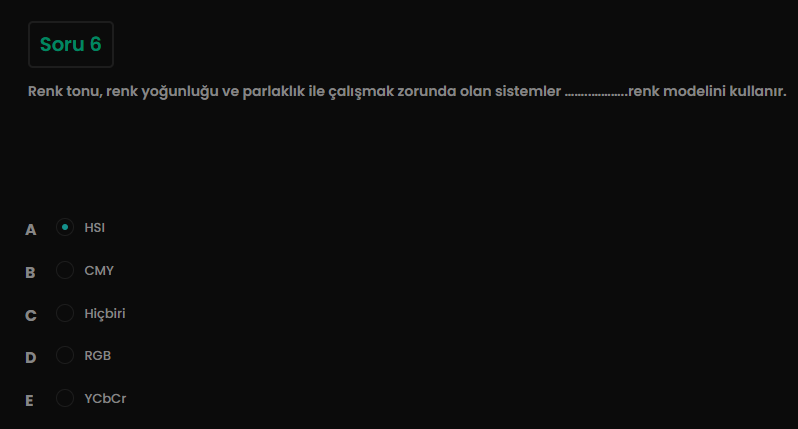 Soru 6
Renk tonu, renk yoğunluğu ve parlaklık ile çalışmak zorunda olan sistemler ……………….renk modelini kullanır.
A HSI
B CMY
C Hiçbiri
D RGB
E YCbCr